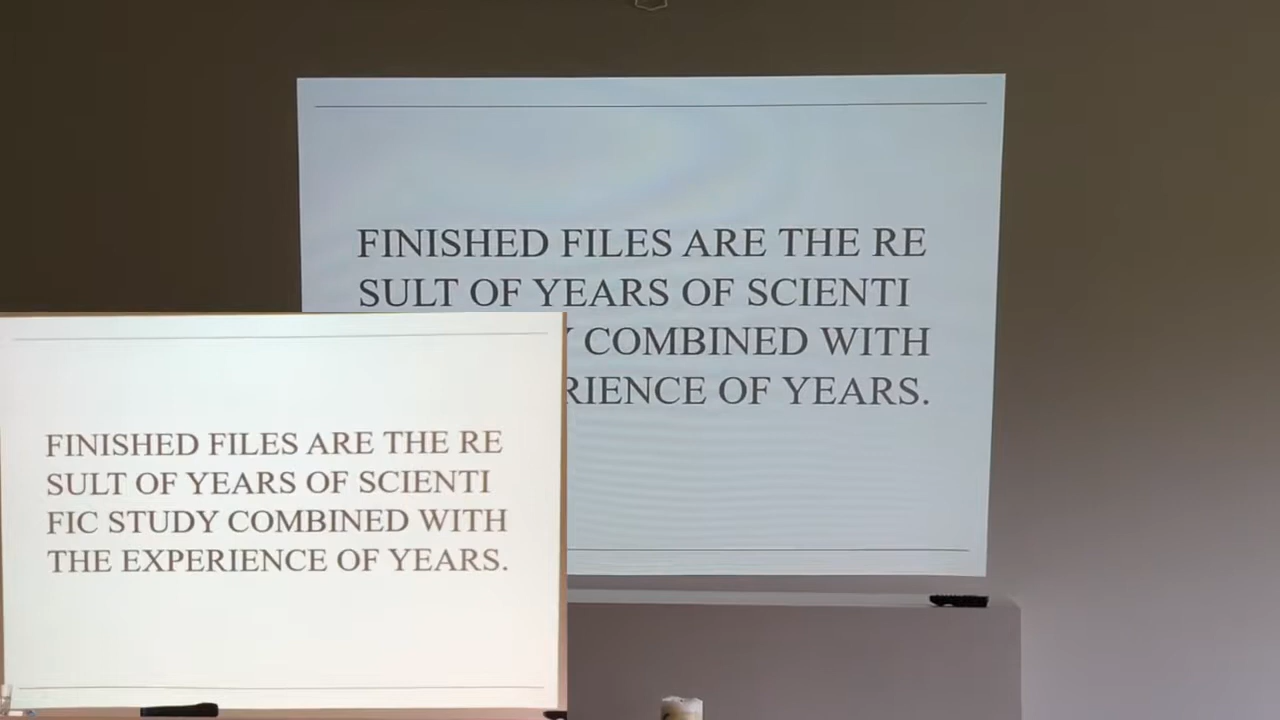 FINISHED FILES ARE THE RE
SULT OF YEARS OF SCIENTI
COMBINED WITH
RIENCE OF YEARS.
FINISHED FILES ARE THE RE
SULT OF YEARS OF SCIENTI
FIC STUDY COMBINED WITH
THE EXPERIENCE OF YEARS.